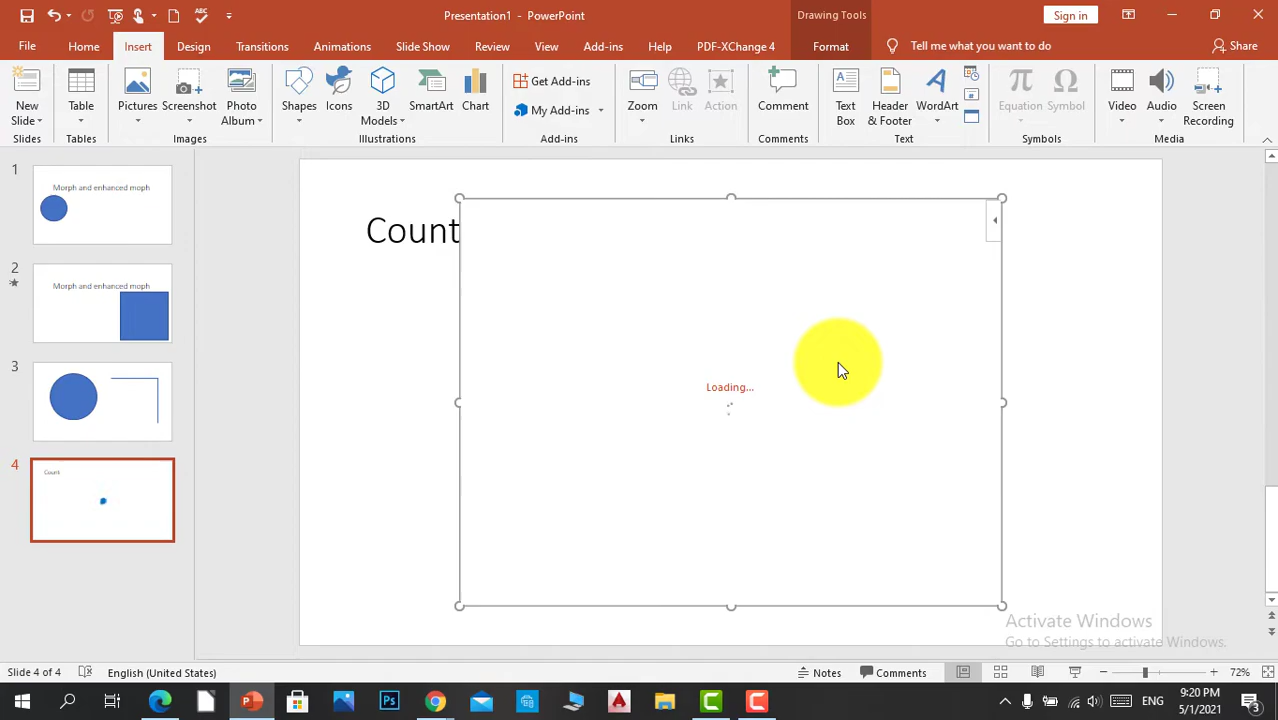 Presentation1 - PowerPoint
Drawing Tools
Sign in
File
Home
Insert
Design
Transitions
Animations
Slide Show
Review
View
Add-ins
Help
PDF-XChange 4
Format
Tell me what you want to do
Share
New
Slide
Table
Pictures
Screenshot
Photo
Album
Shapes
Icons
3D
Models
SmartArt
Chart
Get Add-ins
My Add-ins
Zoom
Link
Action
Comment
Text
Box
Header
& Footer
WordArt
Equation
Symbol
Video
Audio
Screen
Recording
Slides
Tables
Images
Illustrations
Add-ins
Links
Comments
Text
Symbols
Media
1
Morph and enhanced moph
2
Morph and enhanced moph
3
4
Count
Count
Loading...
Activate Windows
Go to Settings to activate Windows.
Slide 4 of 4
English (United States)
Notes
Comments
72%
ENG
9:20 PM
5/1/2021
3